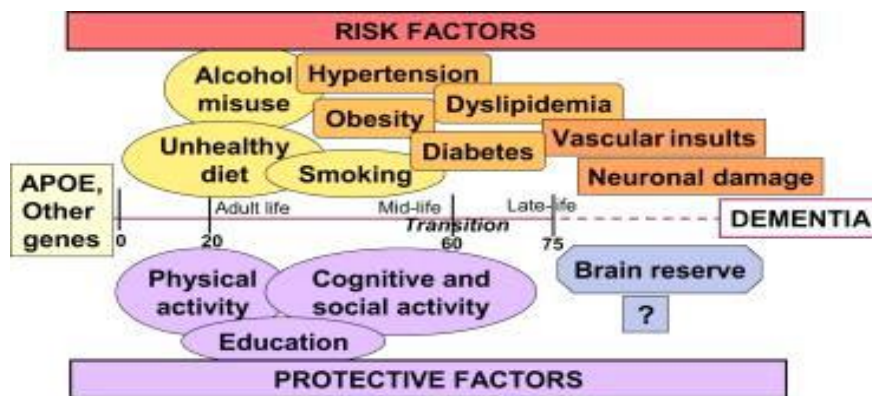 RISK FACTORS
Alcohol
misuse
Hypertension
Dyslipidemia
Obesity
Unhealthy
diet
Smoking
Diabetes
Vascular insults
Neuronal damage
APOE,
Other
genes
Adult life
Mid-life
Transition
Late-life
0
20
60
75
DEMENTIA
Physical
activity
Cognitive and
social activity
Education
Brain reserve
?
PROTECTIVE FACTORS